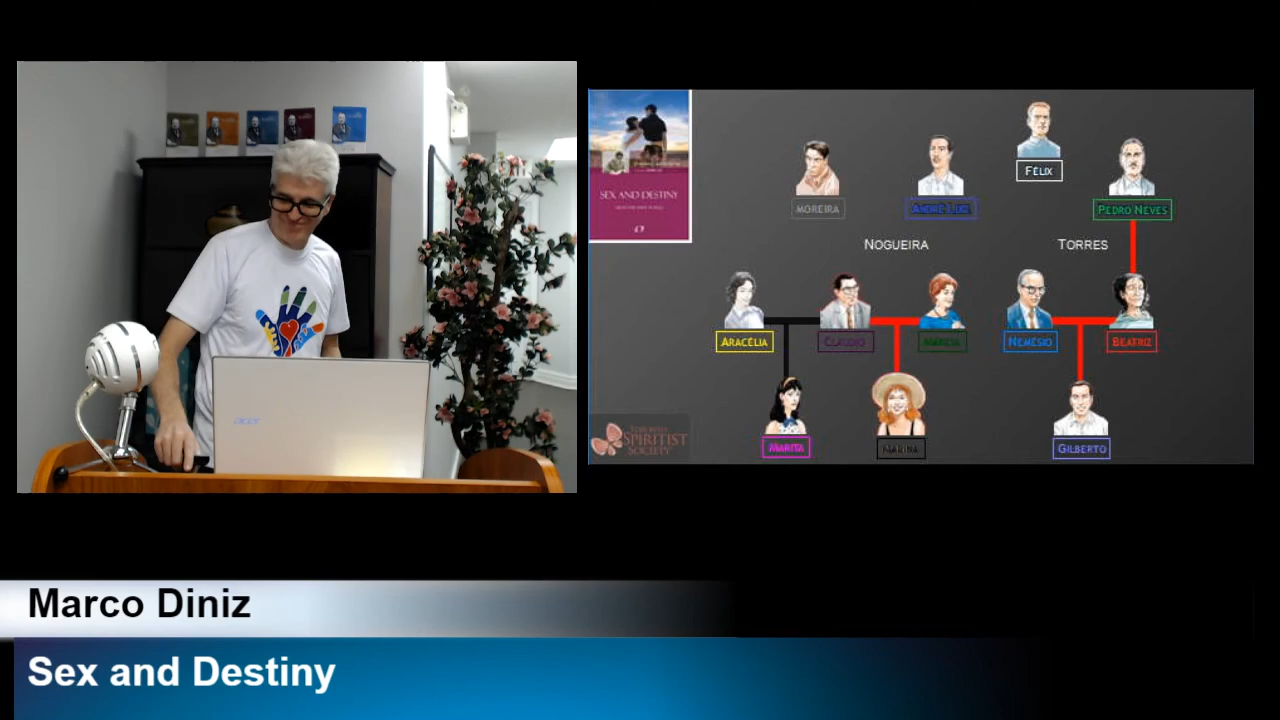 acer
SEX AND DESTINY
FÉLIX
MOREIRA
ANDRÉ LUIZ
PEDRO NEVES
NOGUEIRA
TORRES
ARACÉLIA
CLÁUDIO
MÁRCIA
NEMÉSIO
BEATRIZ
MARITA
MARINA
GILBERTO
SPIRITIST
SOCIETY
Marco Diniz
Sex and Destiny